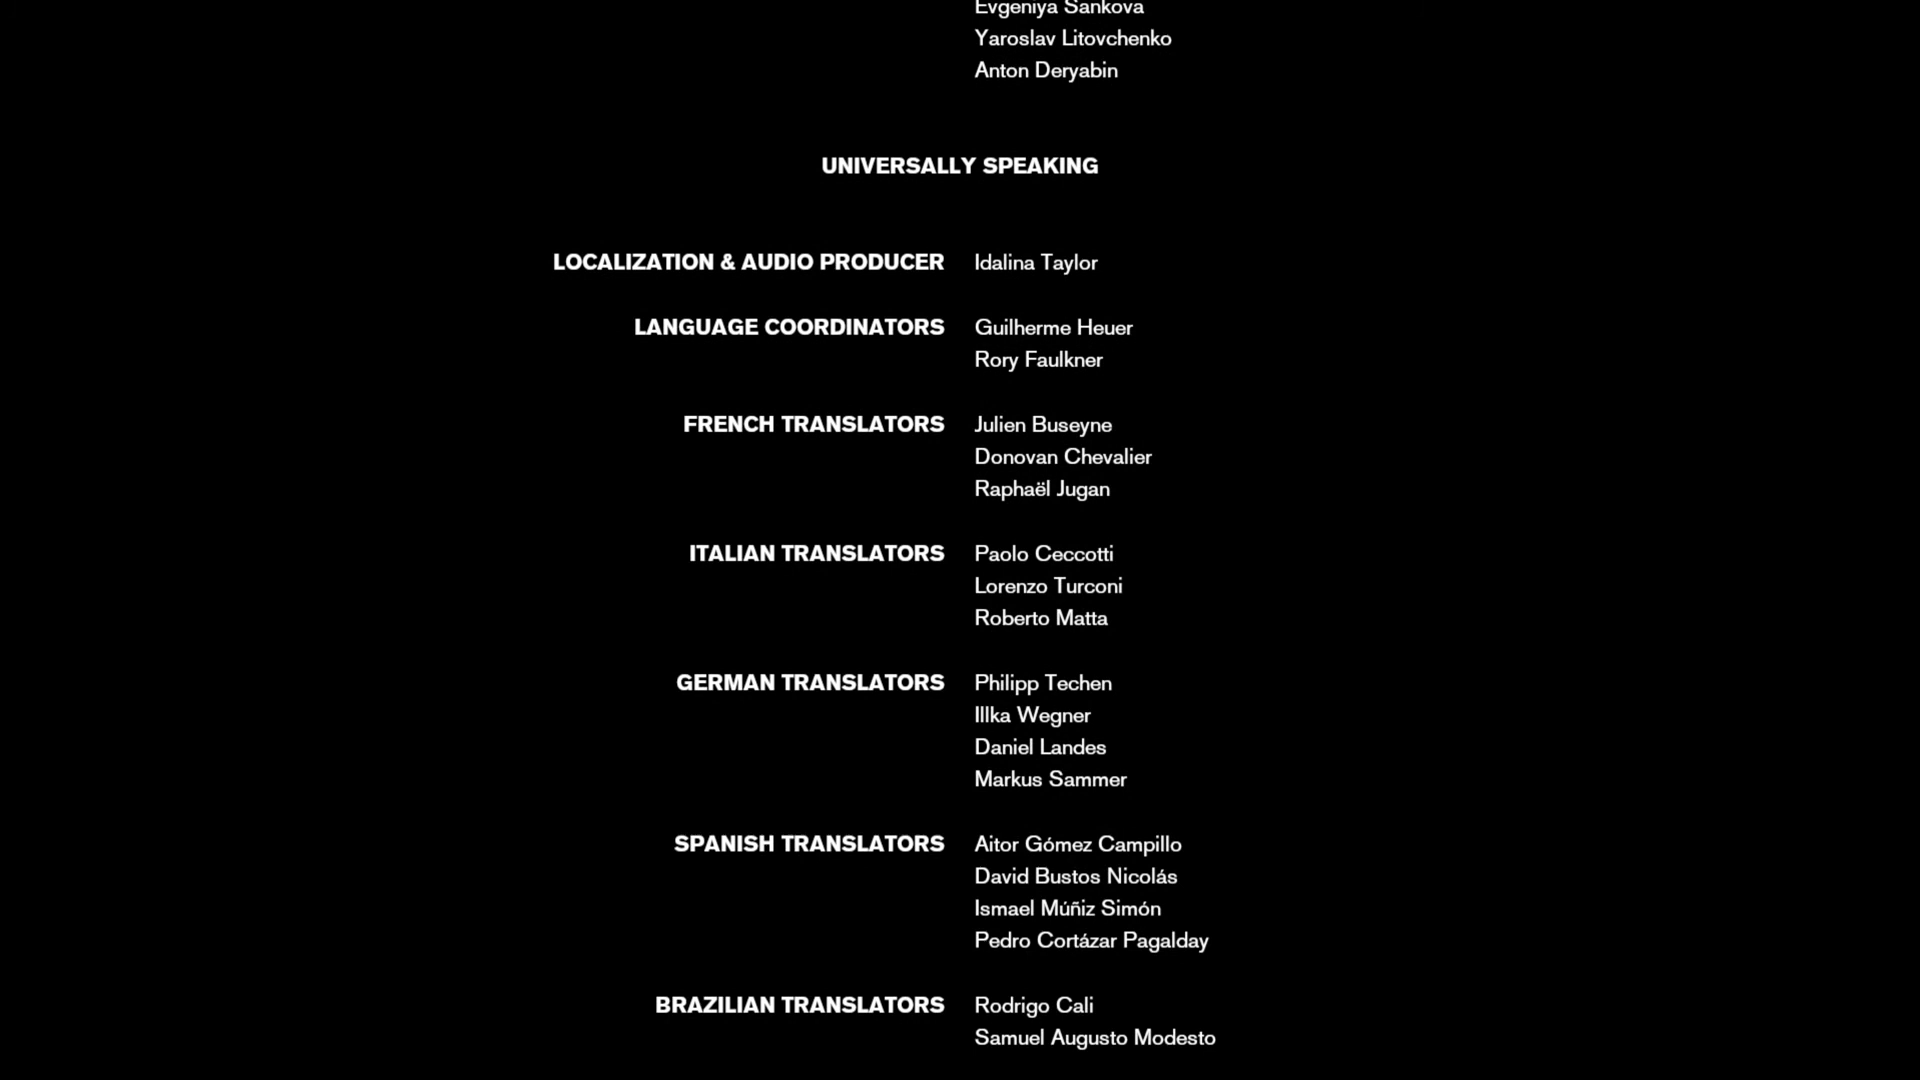 Evgeniya Sankova
Yaroslav Litovchenko
Anton Deryabin
UNIVERSALLY SPEAKING
LOCALIZATION & AUDIO PRODUCER Idalina Taylor
LANGUAGE COORDINATORS Guilherme Heuer
Rory Faulkner
FRENCH TRANSLATORS Julien Buseyne
Donovan Chevalier
Raphaël Jugan
ITALIAN TRANSLATORS Paolo Ceccotti
Lorenzo Turconi
Roberto Matta
GERMAN TRANSLATORS Philipp Techen
Illka Wegner
Daniel Landes
Markus Sammer
SPANISH TRANSLATORS Aitor Gómez Campillo
David Bustos Nicolás
Ismael Múñiz Simón
Pedro Cortázar Pagalday
BRAZILIAN TRANSLATORS Rodrigo Cali
Samuel Augusto Modesto